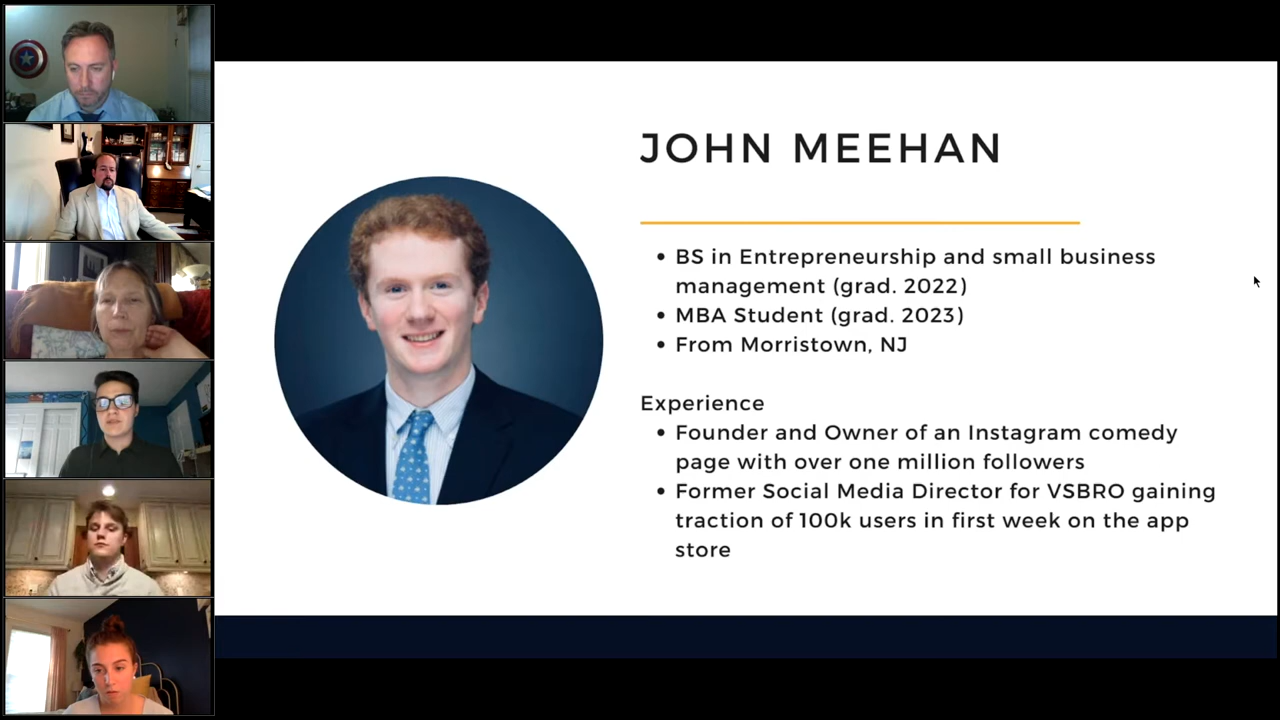 JOHN MEEHAN
• BS in Entrepreneurship and small business
management (grad. 2022)
• MBA Student (grad. 2023)
• From Morristown, NJ
Experience
• Founder and Owner of an Instagram comedy
page with over one million followers
• Former Social Media Director for VSBRO gaining
traction of 100k users in first week on the app
store